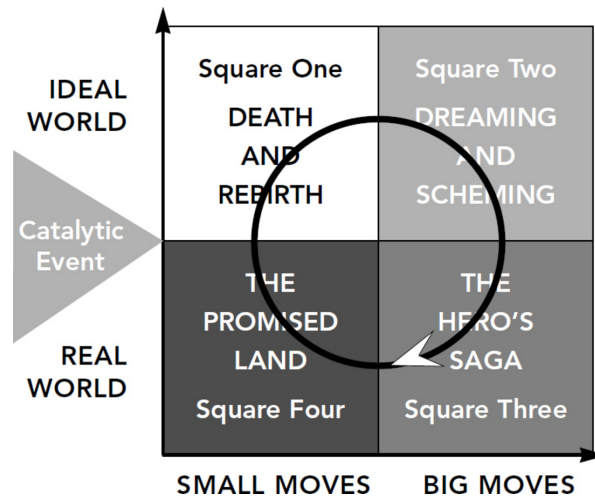 IDEAL
WORLD
Square One
DEATH
AND
REBIRTH
Square Two
DREAMING
AND
SCHEMING
Catalytic
Event
REAL
WORLD
THE
PROMISED
LAND
Square Four
THE
HERO'S
SAGA
Square Three
SMALL MOVES
BIG MOVES